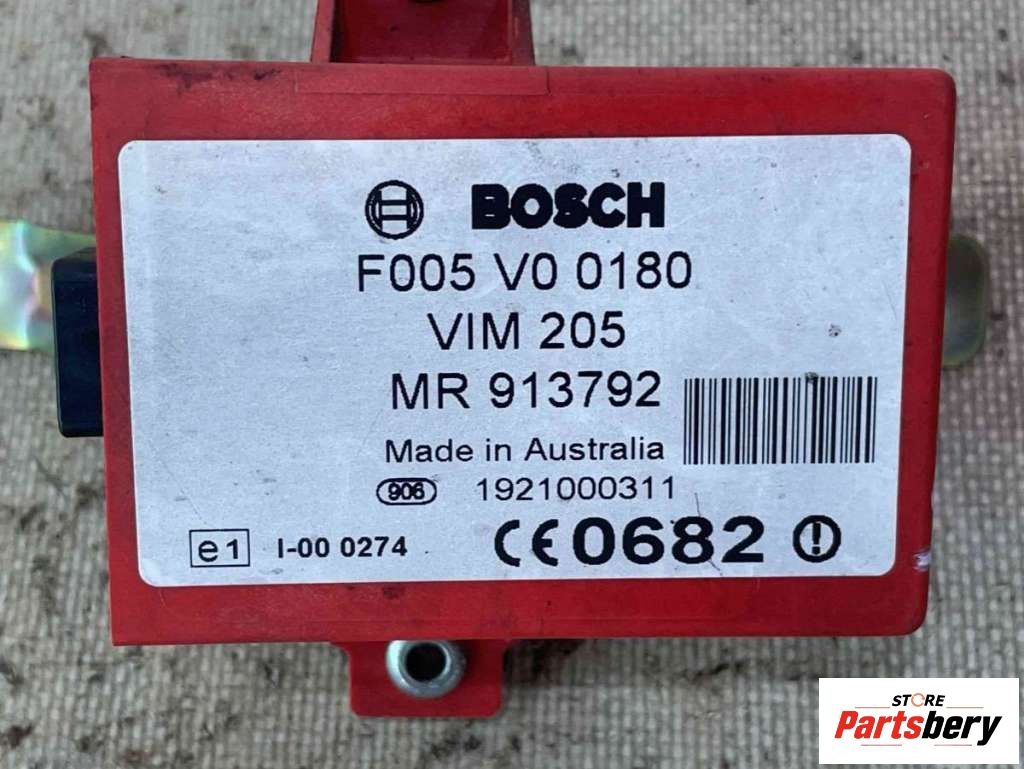 BOSCH
F005 V0 0180
VIM 205
MR 913792
Made in Australia
906 1921000311
e1 I-00 0274 CE 0682
STORE
Partsbery